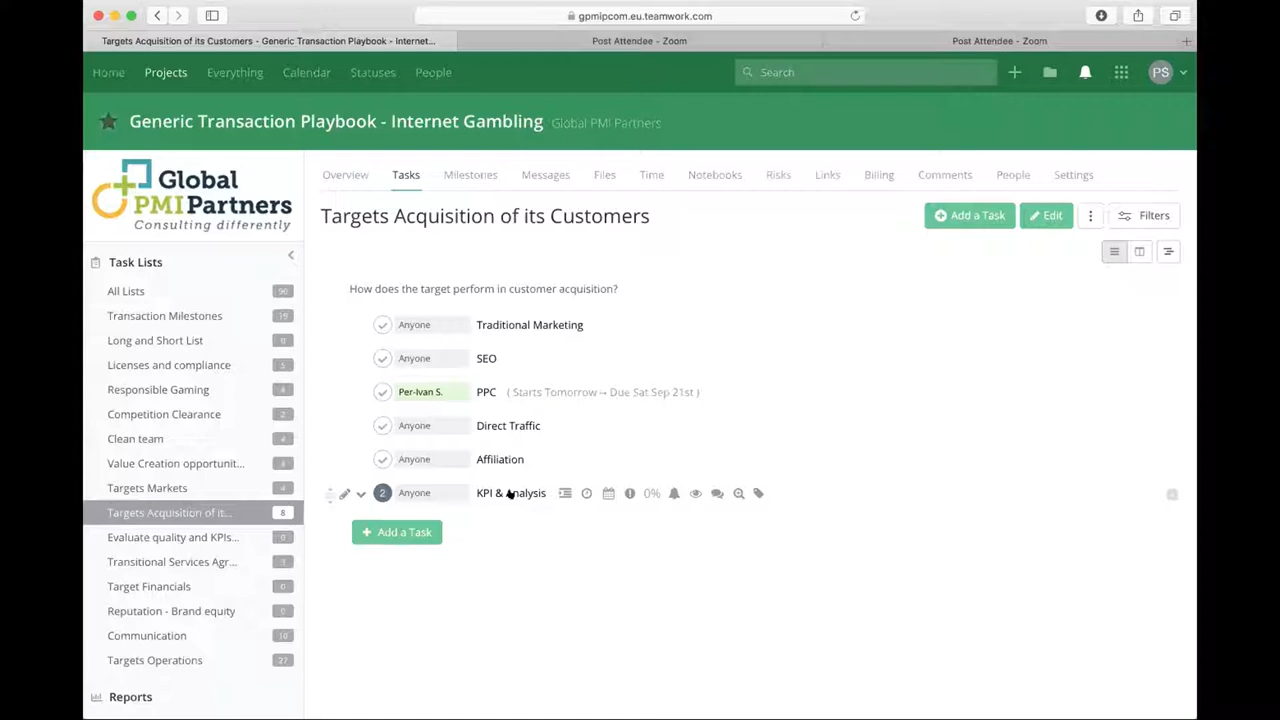 gpmipcom.eu.teamwork.com
Targets Acquisition of its Customers - Generic Transaction Playbook - Internet...
Post Attendee - Zoom
Post Attendee - Zoom
Home Projects Everything Calendar Statuses People
Search
PS
Generic Transaction Playbook - Internet Gambling Global PMI Partners
Global
PMI Partners
Consulting differently
Overview Tasks Milestones Messages Files Time Notebooks Risks Links Billing Comments People Settings
Targets Acquisition of its Customers
Add a Task
Edit
Filters
Task Lists
All Lists 90
Transaction Milestones 19
Long and Short List
Licenses and compliance 5
Responsible Gaming
Competition Clearance 2
Clean team
Value Creation opportunit...
Targets Markets 4
Targets Acquisition of it... 8
Evaluate quality and KPIs...
Transitional Services Agr... 3
Target Financials
Reputation - Brand equity
Communication 10
Targets Operations 27
Reports
How does the target perform in customer acquisition?
Anyone Traditional Marketing
Anyone SEO
Per-Ivan S. PPC ( Starts Tomorrow – Due Sat Sep 21st )
Anyone Direct Traffic
Anyone Affiliation
2 Anyone KPI & Analysis 0%
Add a Task